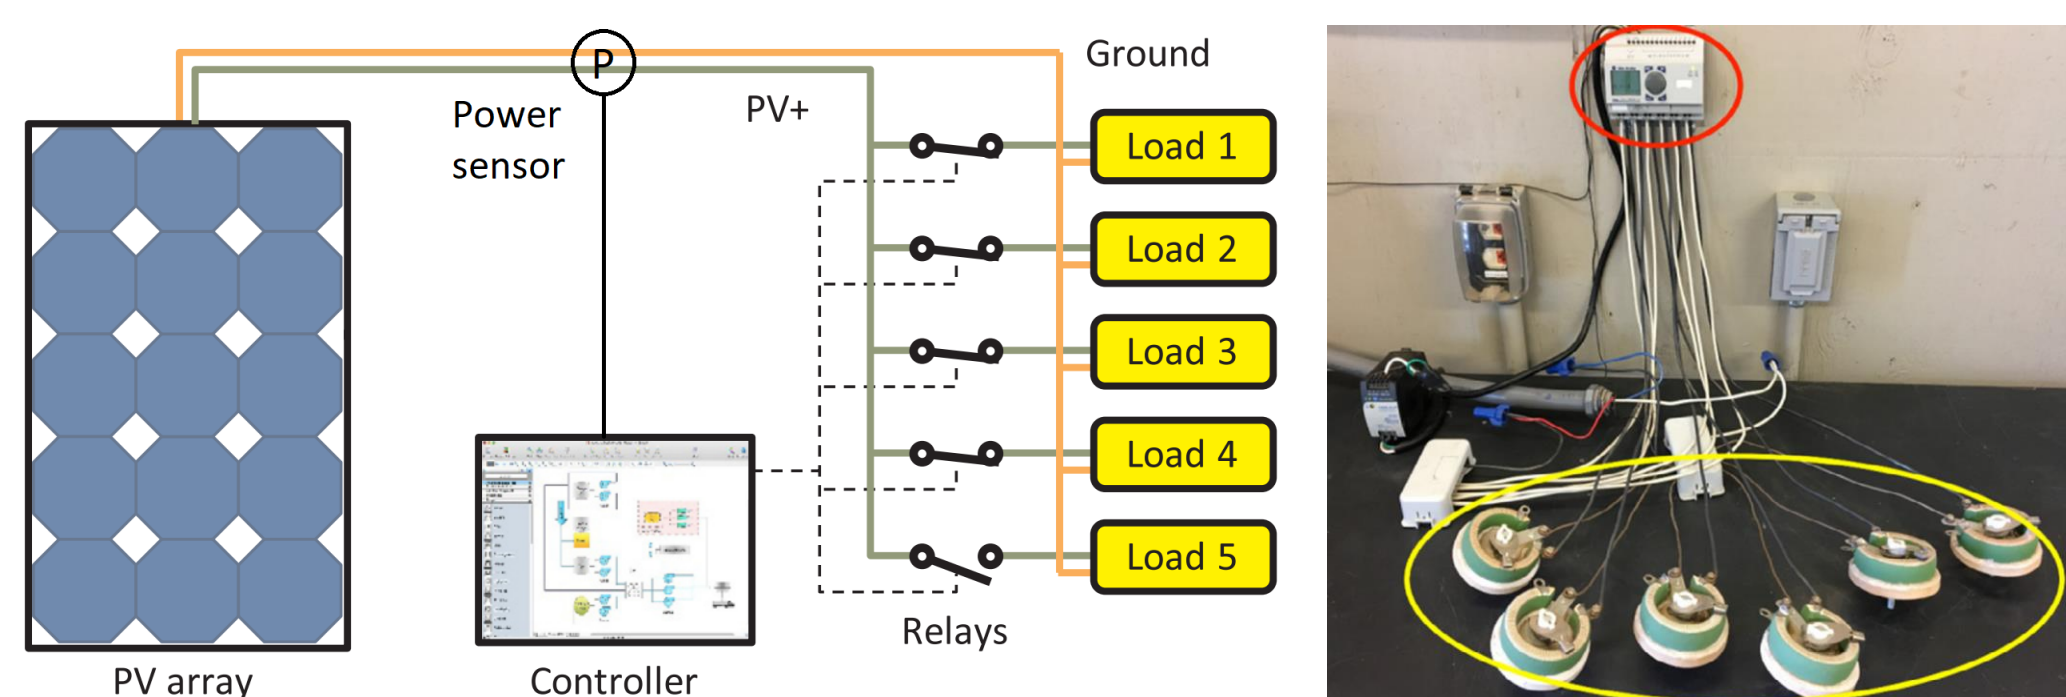 P
Ground
Power
sensor
PV+
Load 1
Load 2
Load 3
Load 4
Load 5
Relays
PV array
Controller